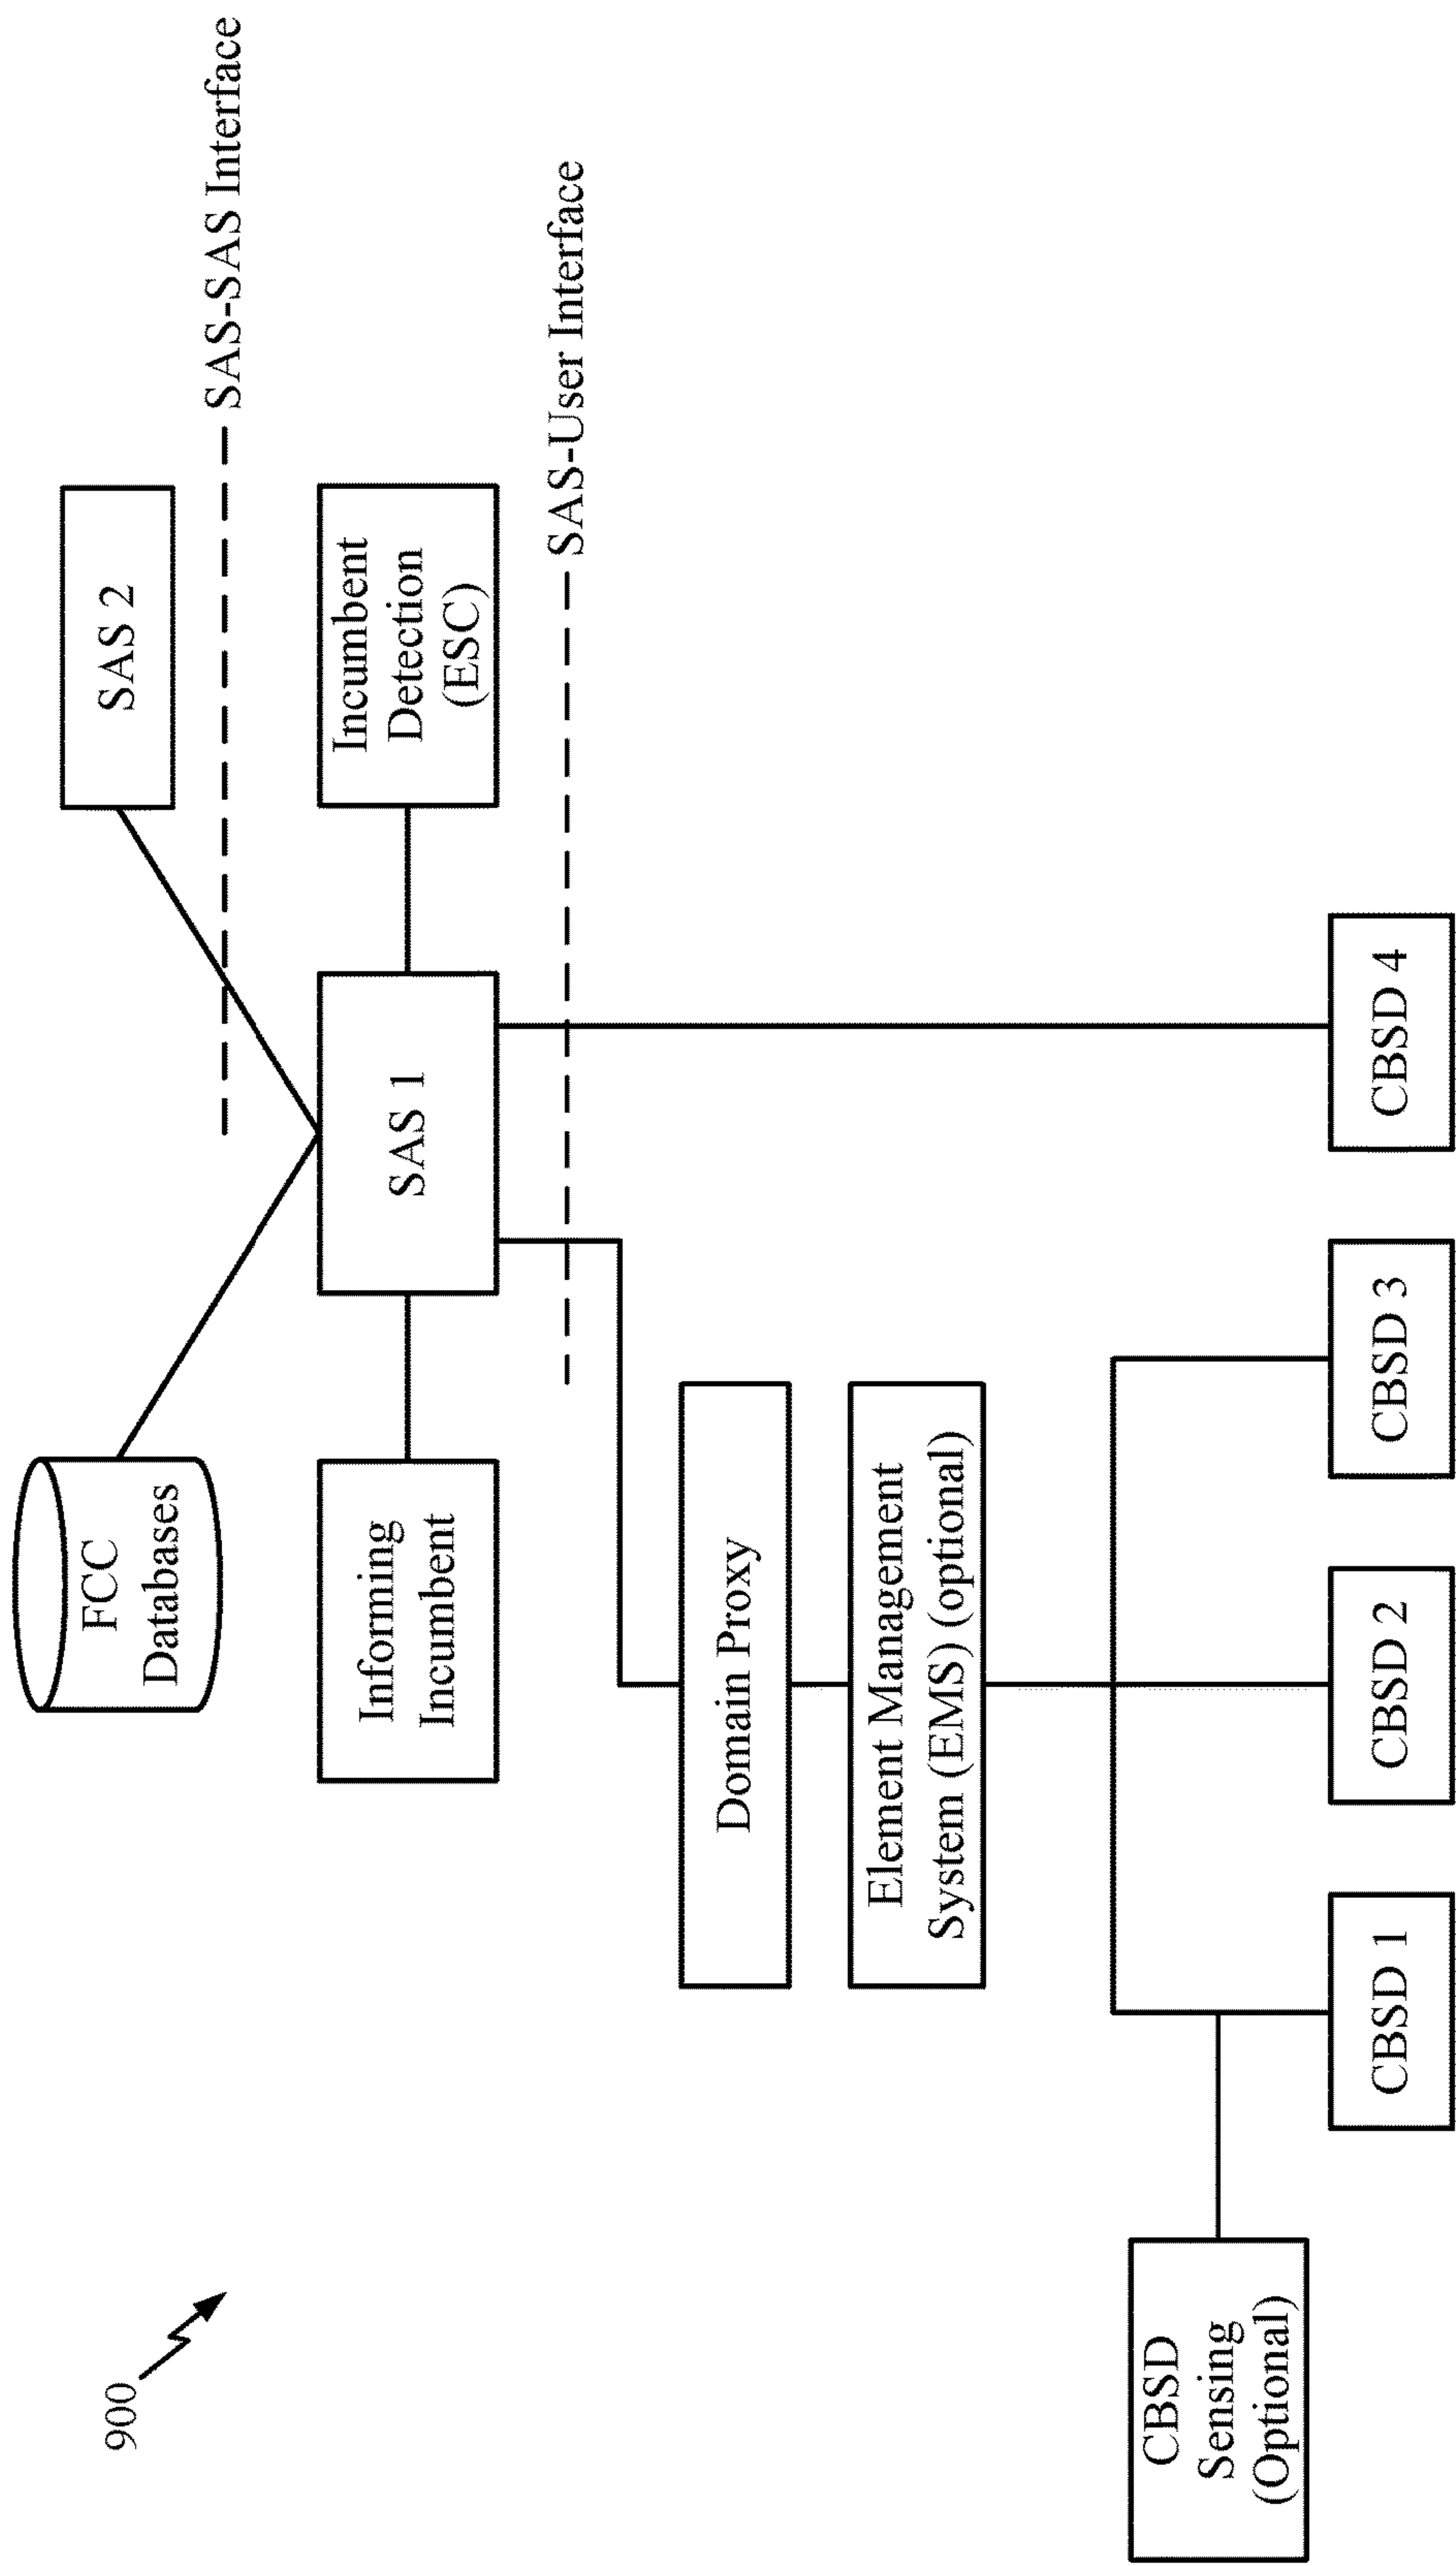 900
FCC
Databases
SAS 2
SAS-SAS Interface
Informing
Incumbent
SAS 1
Incumbent
Detection
(ESC)
SAS-User Interface
Domain Proxy
Element Management
System (EMS) (optional)
CBSD
Sensing
(Optional)
CBSD 1
CBSD 2
CBSD 3
CBSD 4